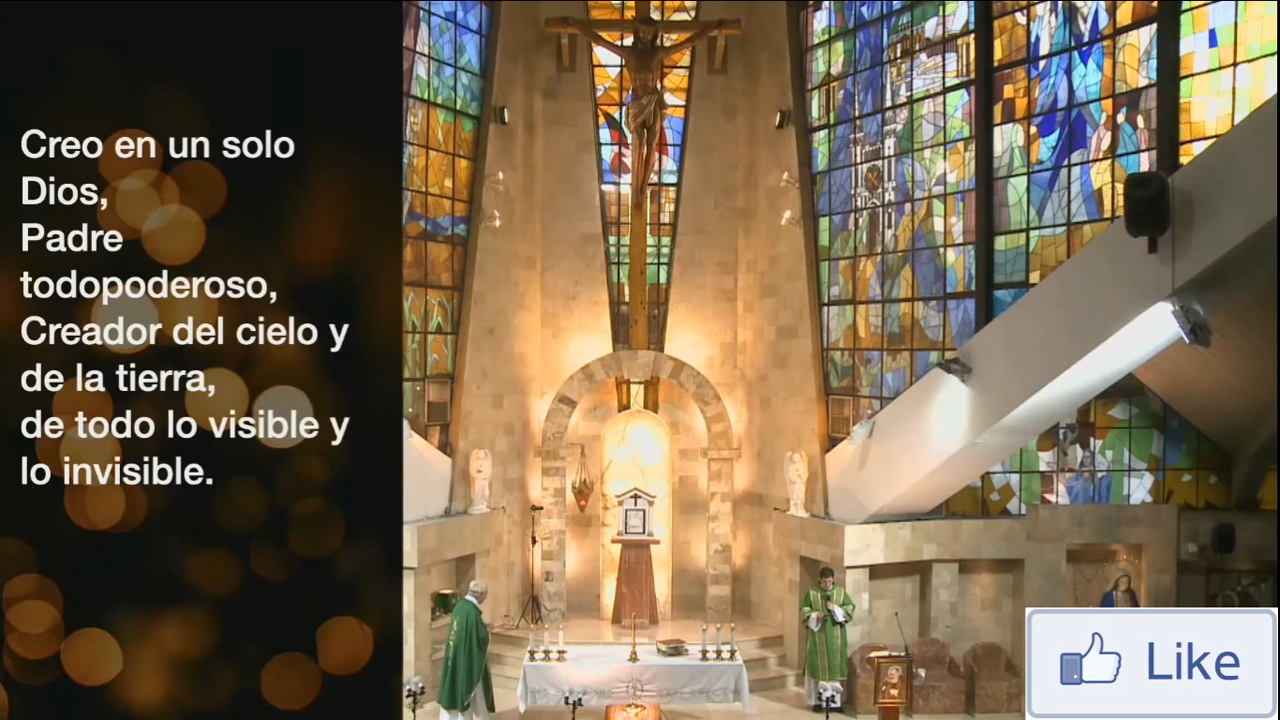 Creo en un solo
Dios,
Padre
todopoderoso,
Creador del cielo y
de la tierra,
de todo lo visible y
lo invisible.
Like